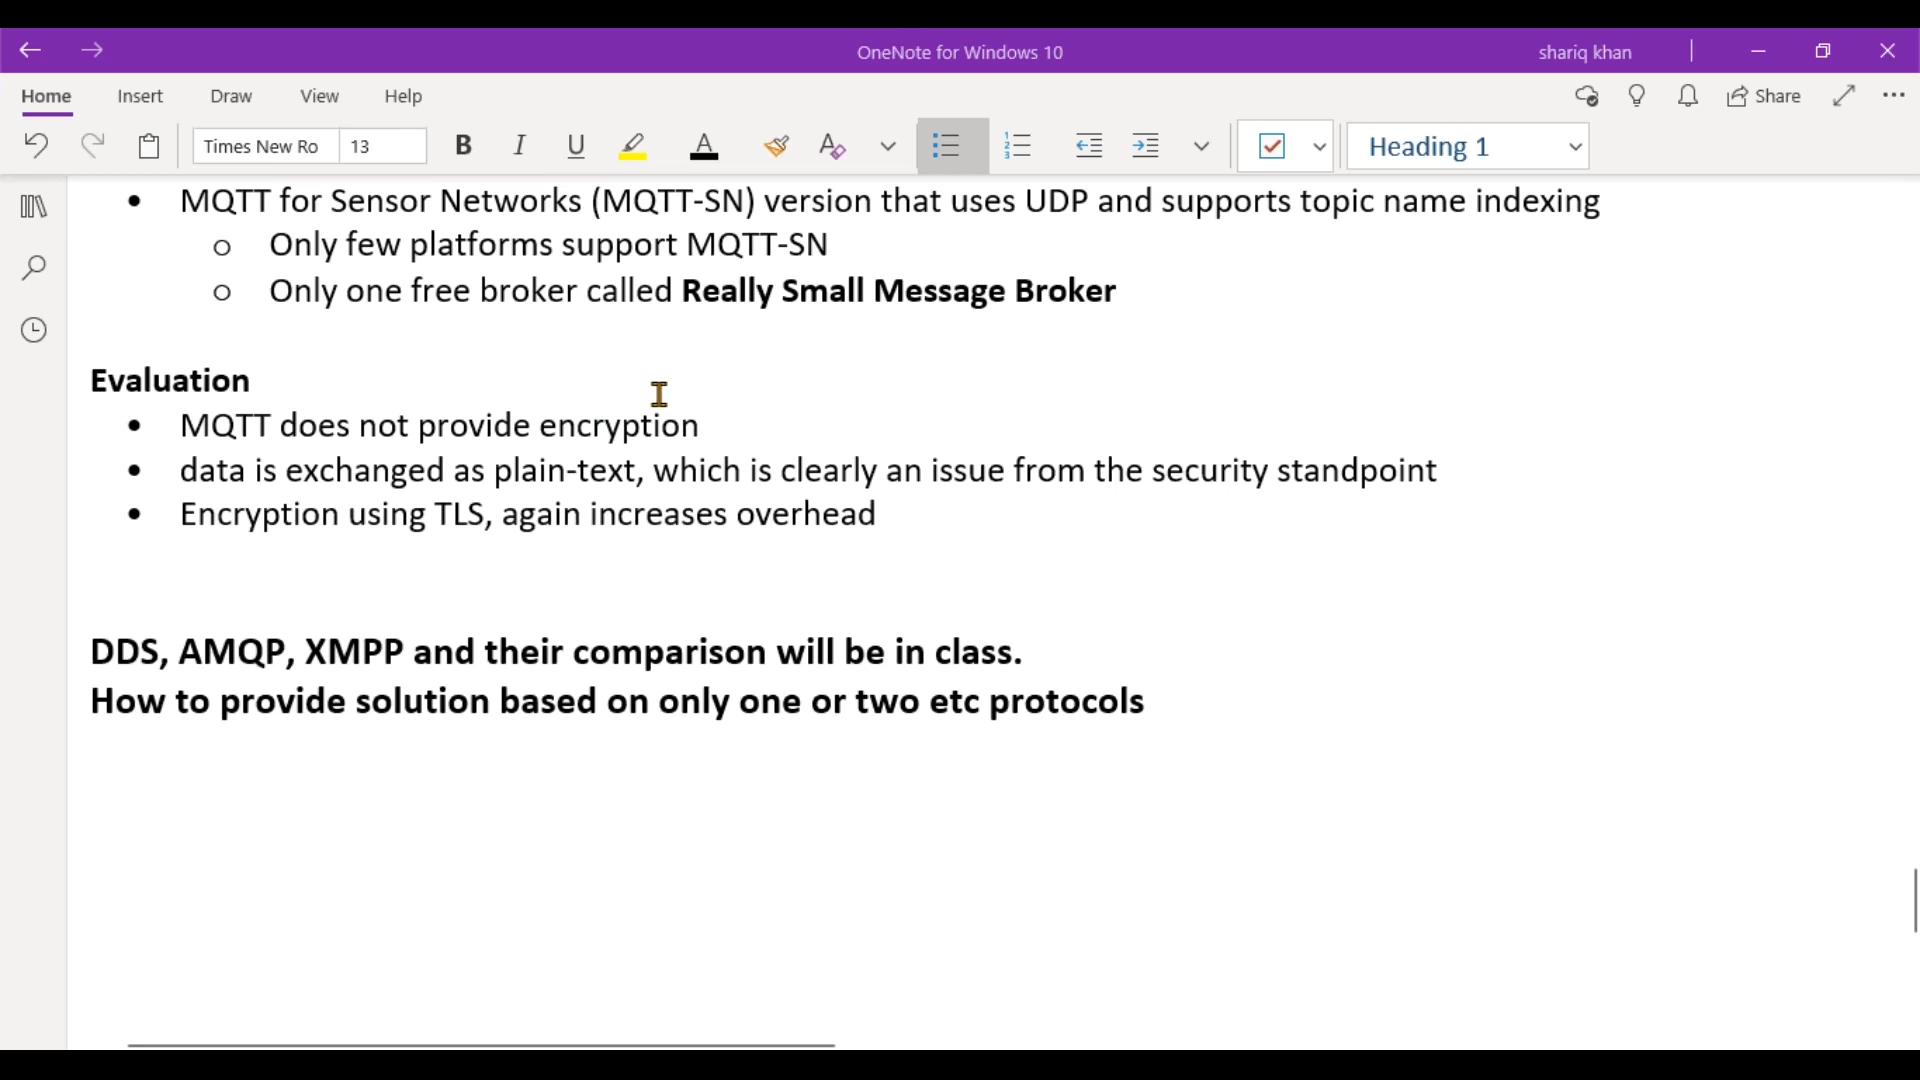 OneNote for Windows 10
shariq khan
Home Insert Draw View Help
Share
Times New Ro 13
B I U A A
Heading 1
• MQTT for Sensor Networks (MQTT-SN) version that uses UDP and supports topic name indexing
o Only few platforms support MQTT-SN
o Only one free broker called Really Small Message Broker
Evaluation
• MQTT does not provide encryption
• data is exchanged as plain-text, which is clearly an issue from the security standpoint
• Encryption using TLS, again increases overhead
DDS, AMQP, XMPP and their comparison will be in class.
How to provide solution based on only one or two etc protocols